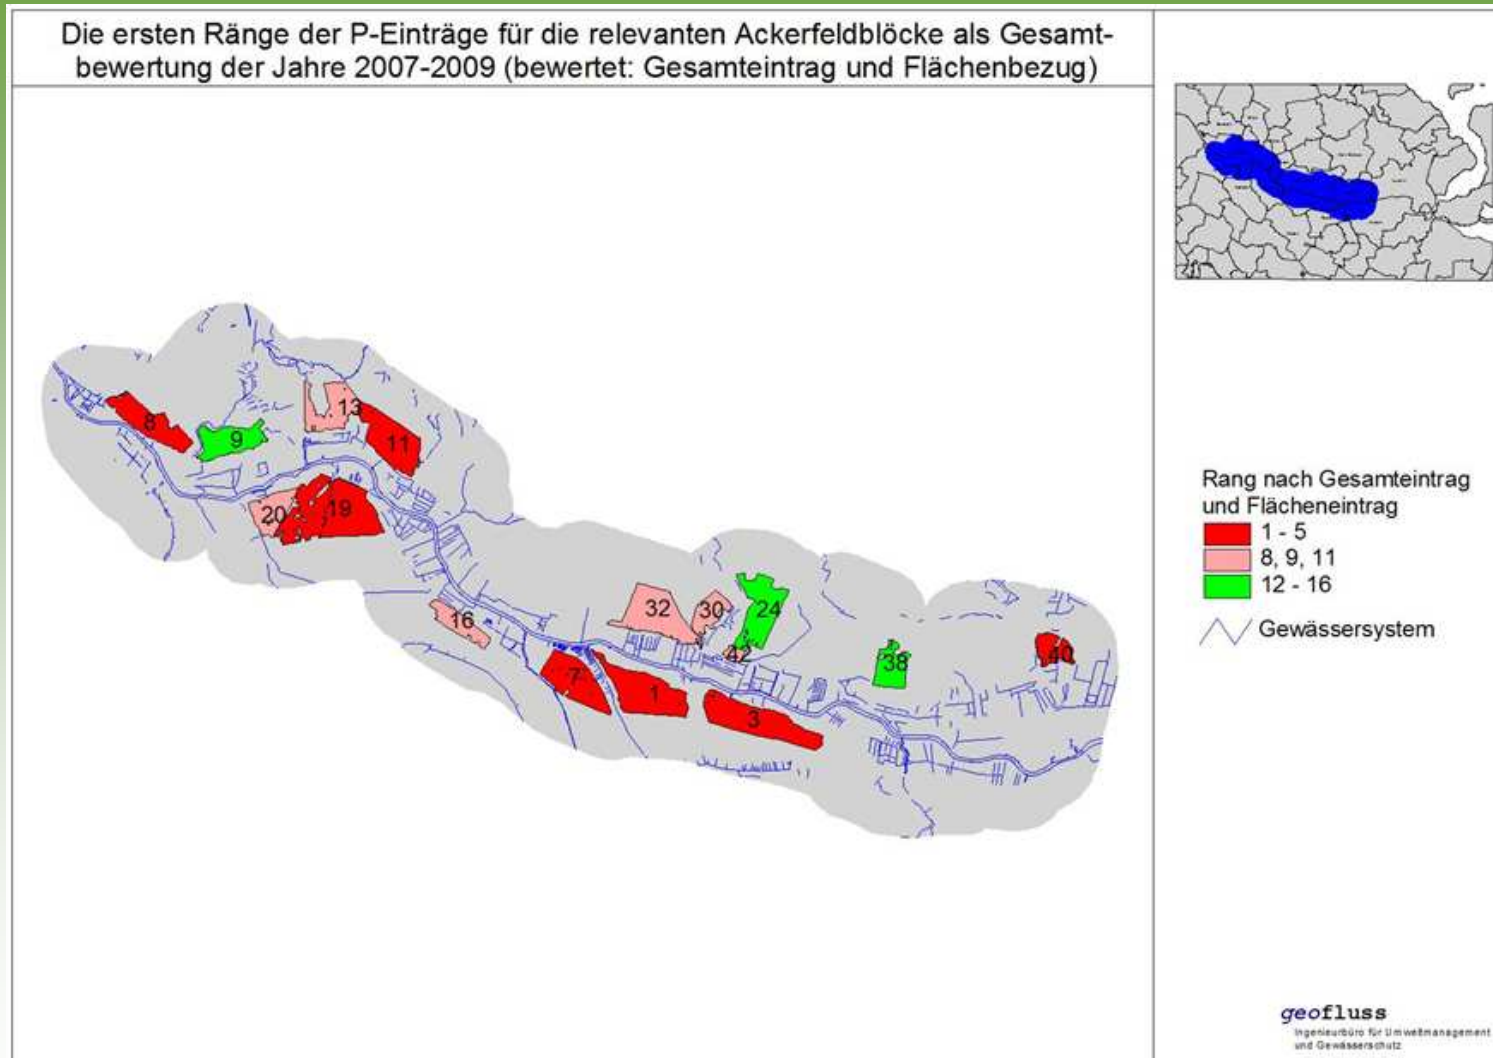 Die ersten Ränge der P-Einträge für die relevanten Ackerfeldblöcke als Gesamt-
bewertung der Jahre 2007-2009 (bewertet: Gesamteintrag und Flächenbezug)
8
9
13
11
20
19
16
32
30
24
42
38
40
7
1
3
Rang nach Gesamteintrag
und Flächeneintrag
1 - 5
8, 9, 11
12 - 16
Gewässersystem
geofluss
Ingenieurbüro für Umweltmanagement
und Gewässerschutz